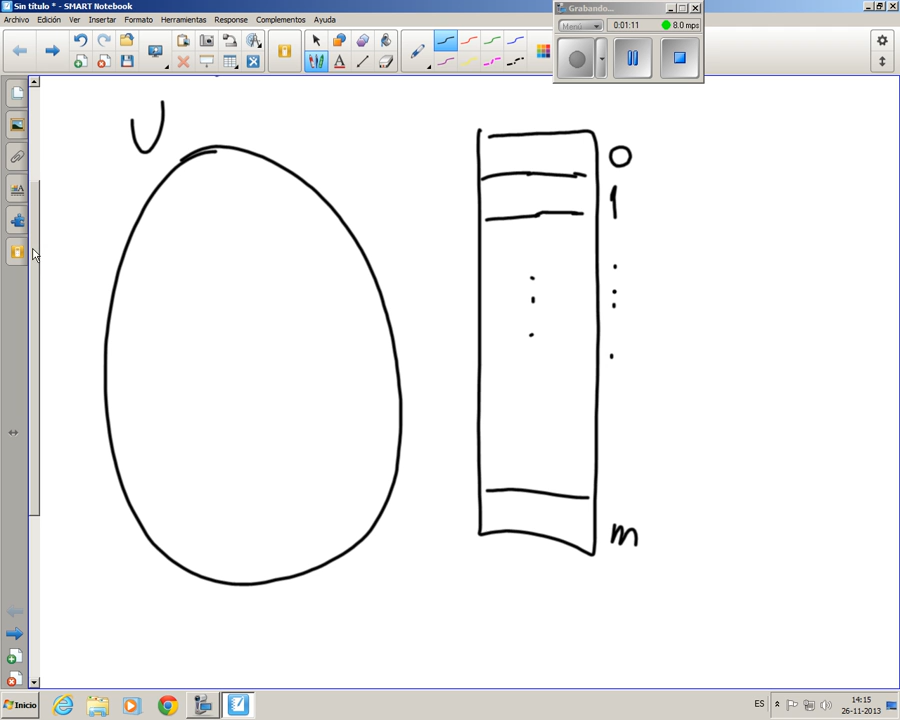 Sin título * - SMART Notebook
Archivo Edición Ver Insertar Formato Herramientas Response Complementos Ayuda
Grabando...
Menú 0:01:11 8.0 mps
U
0
1
m
Inicio
ES
14:15
26-11-2013